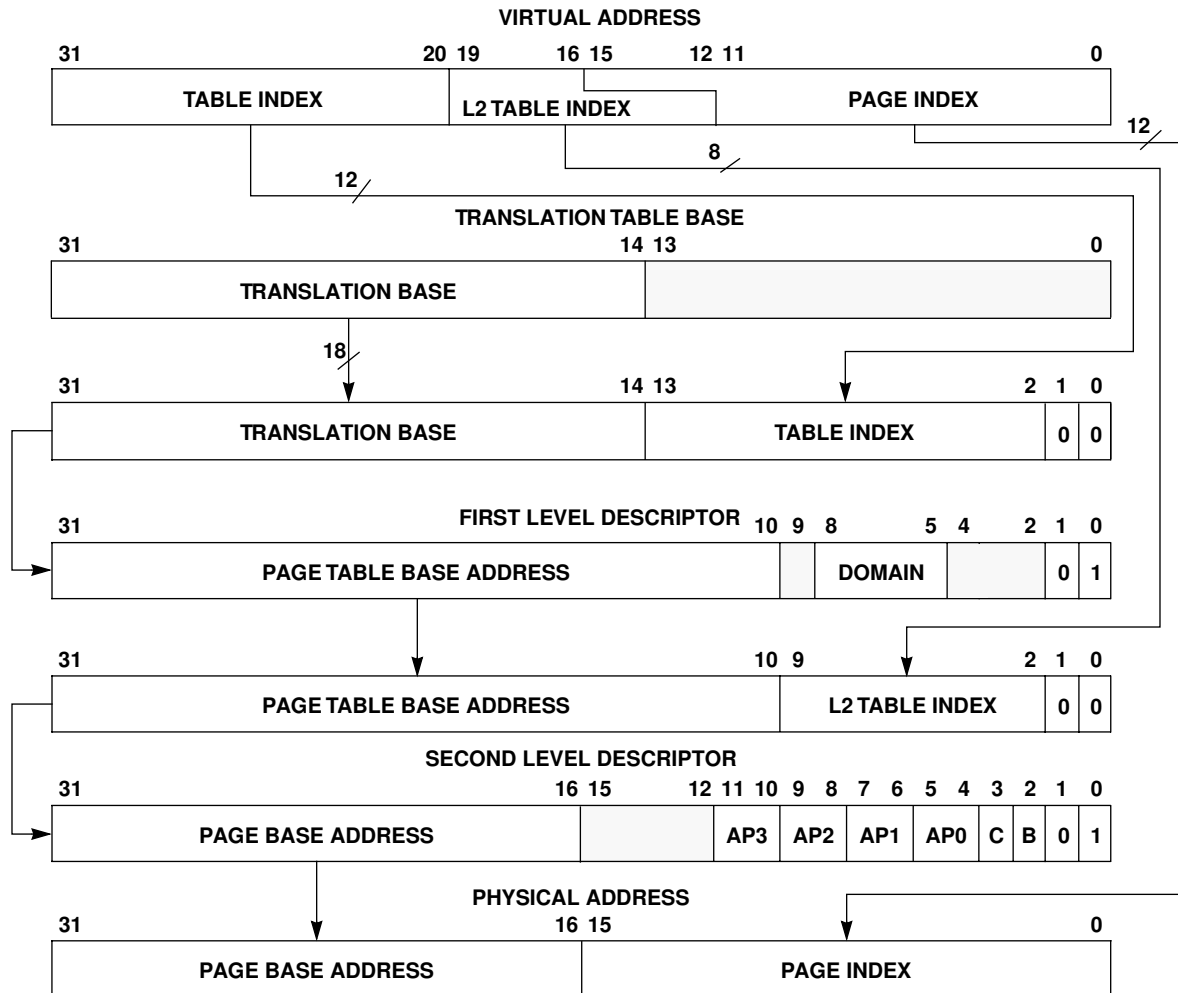 VIRTUAL ADDRESS
31 20 19 16 15 12 11 0
TABLE INDEX L2 TABLE INDEX PAGE INDEX
12
8
12
TRANSLATION TABLE BASE
31 14 13 0
TRANSLATION BASE
18
31 14 13 2 1 0
TRANSLATION BASE TABLE INDEX 0 0
FIRST LEVEL DESCRIPTOR
31 10 9 8 5 4 2 1 0
PAGE TABLE BASE ADDRESS DOMAIN 0 1
31 10 9 2 1 0
PAGE TABLE BASE ADDRESS L2 TABLE INDEX 0 0
SECOND LEVEL DESCRIPTOR
31 16 15 12 11 10 9 8 7 6 5 4 3 2 1 0
PAGE BASE ADDRESS AP3 AP2 AP1 AP0 C B 0 1
PHYSICAL ADDRESS
31 16 15 0
PAGE BASE ADDRESS PAGE INDEX